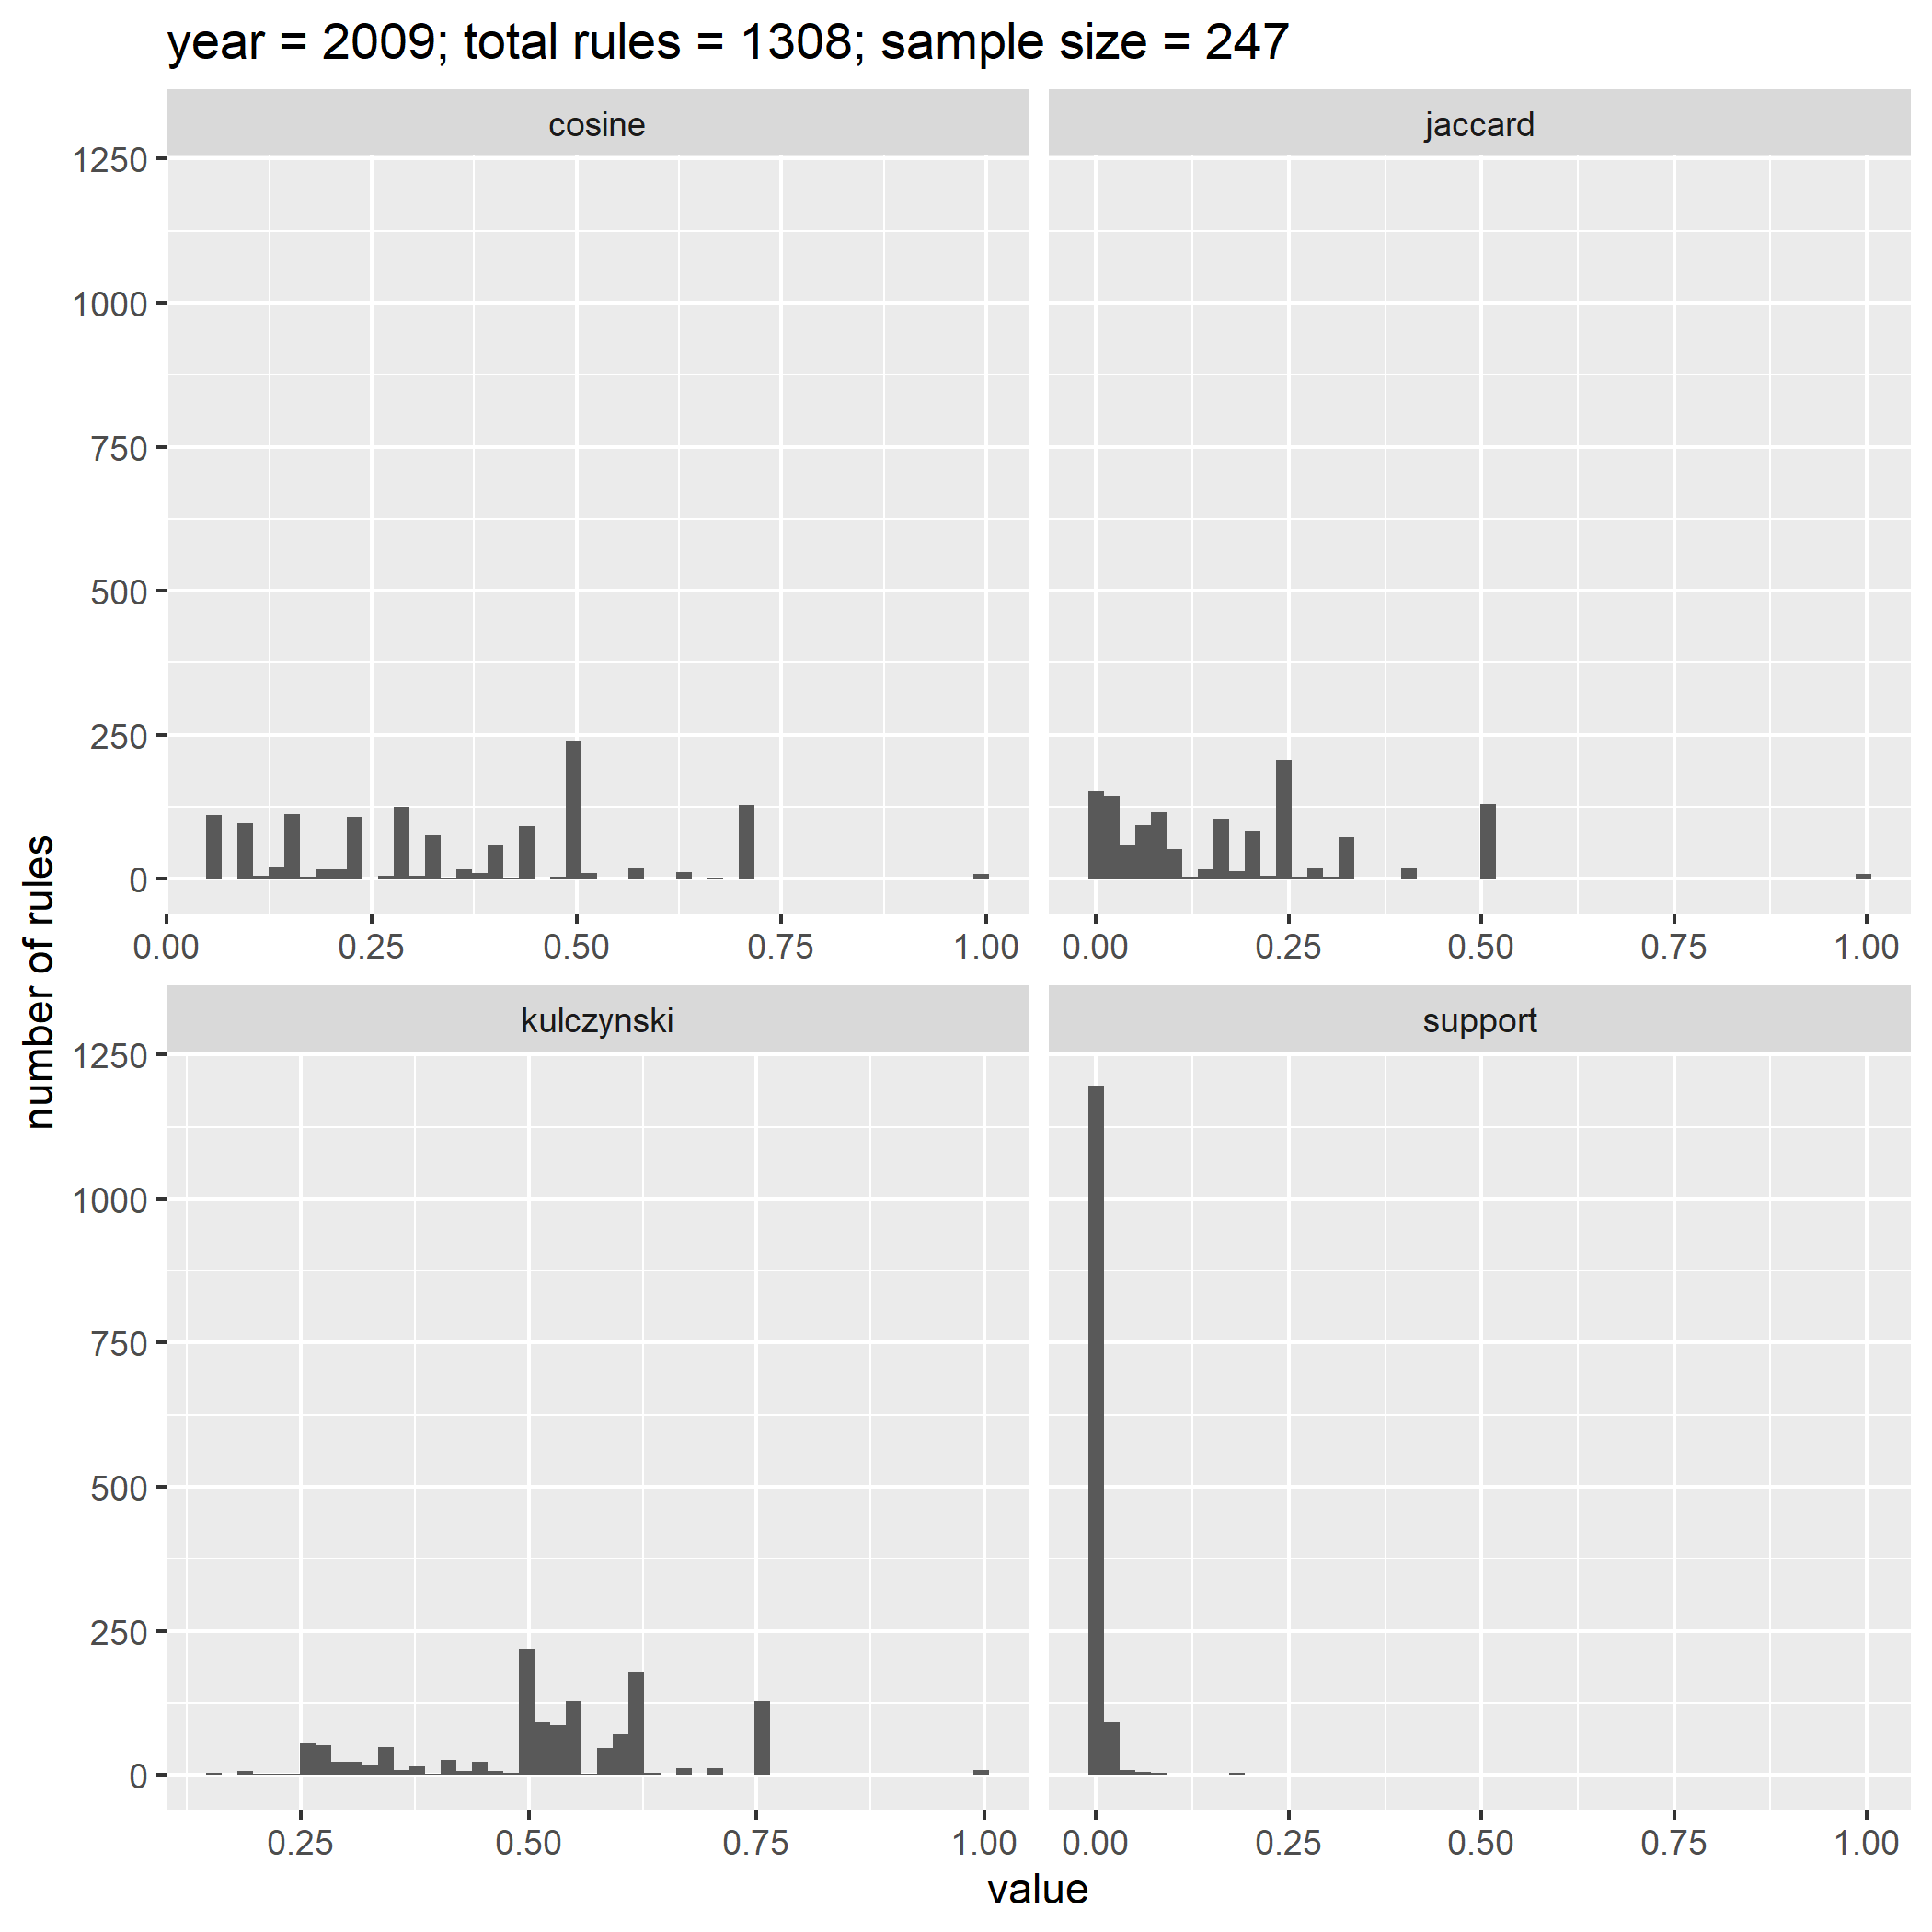 year = 2009; total rules = 1308; sample size = 247
cosine
jaccard
1250
1000
750
500
250
0
0.00 0.25 0.50 0.75 1.00
0.00 0.25 0.50 0.75 1.00
number of rules
kulczynski
support
1250
1000
750
500
250
0
0.25 0.50 0.75 1.00
0.00 0.25 0.50 0.75 1.00
value